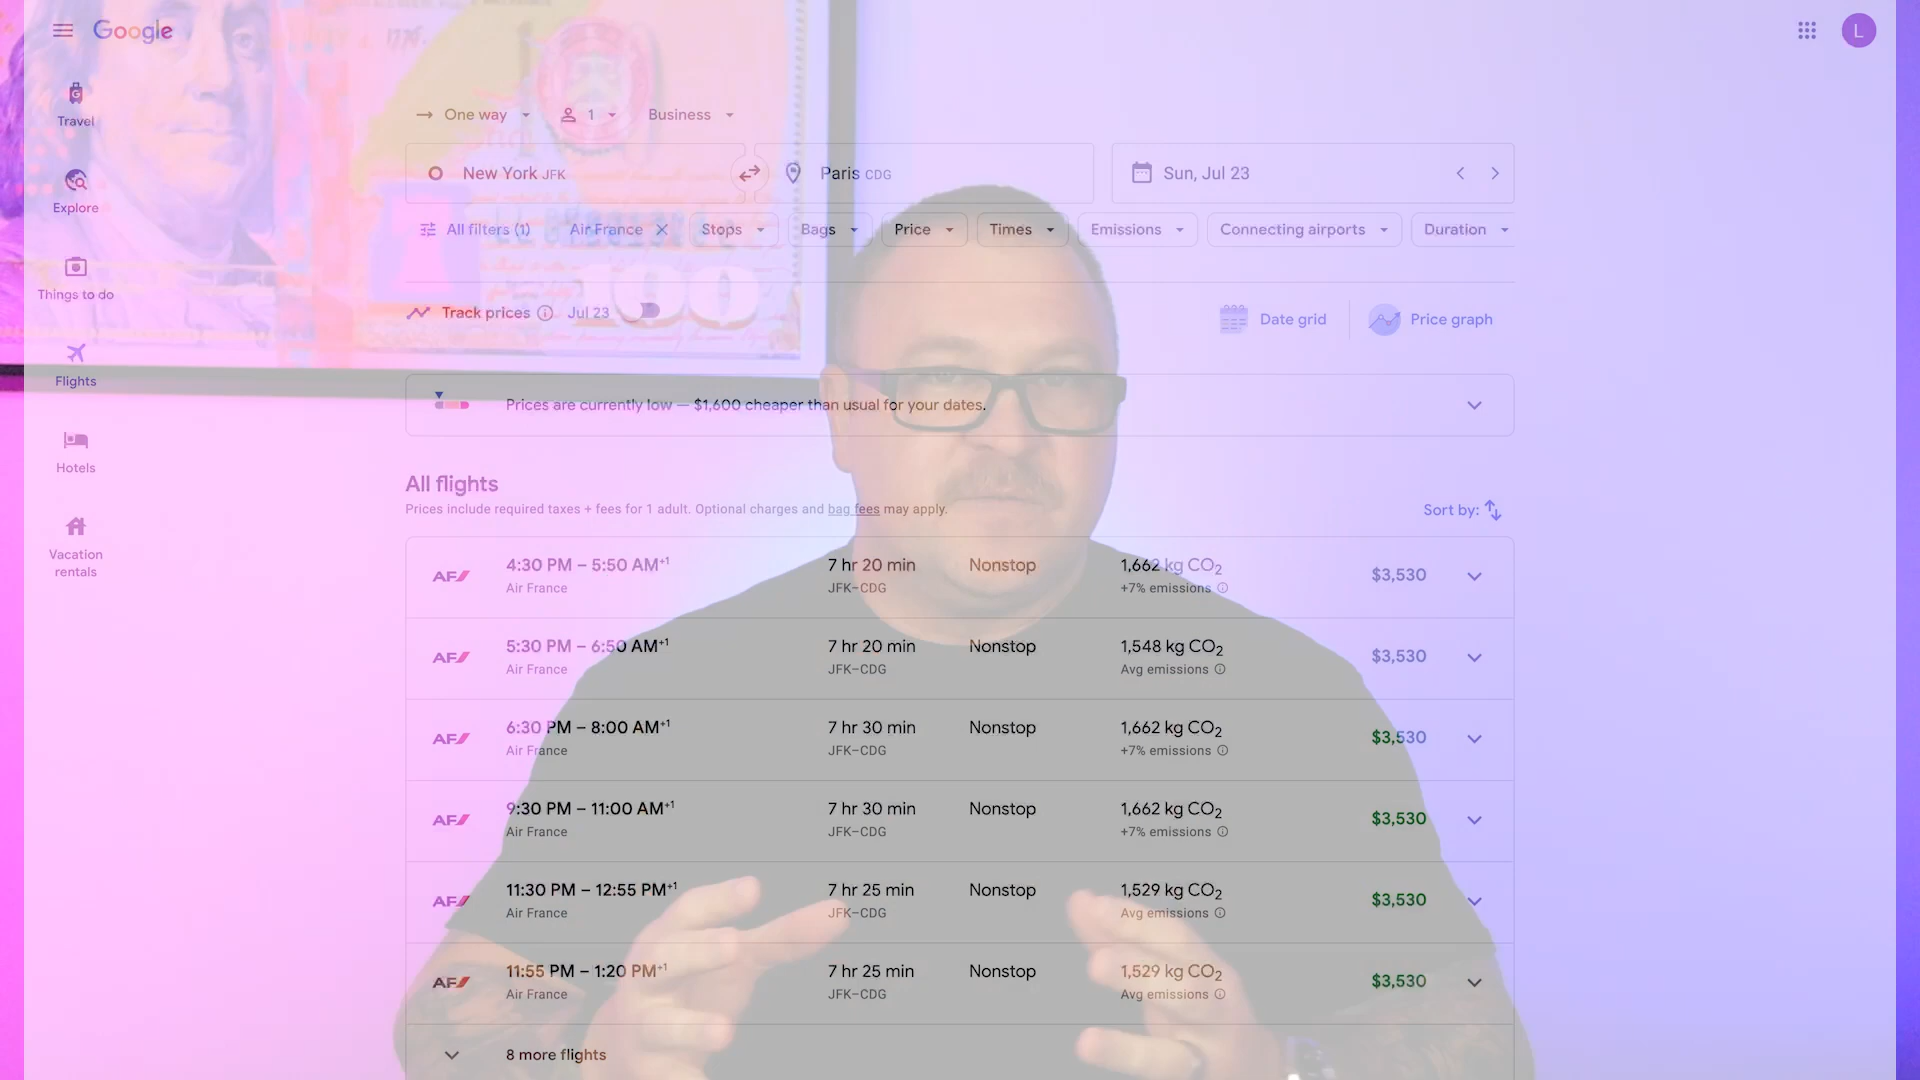 Google
L
Travel
Explore
Things to do
Flights
Hotels
Vacation
rentals
One way 1 Business
New York JFK Paris CDG Sun, Jul 23
All filters (1) Air France Stops Bags Price Times Emissions Connecting airports Duration
Track prices Jul 23 Date grid Price graph
Prices are currently low — $1,600 cheaper than usual for your dates.
All flights
Prices include required taxes + fees for 1 adult. Optional charges and bag fees may apply. Sort by:
AF 4:30 PM – 5:50 AM+1 7 hr 20 min Nonstop 1,662 kg CO2 $3,530
Air France JFK–CDG +7% emissions
AF 5:30 PM – 6:50 AM+1 7 hr 20 min Nonstop 1,548 kg CO2 $3,530
Air France JFK–CDG Avg emissions
AF 6:30 PM – 8:00 AM+1 7 hr 30 min Nonstop 1,662 kg CO2 $3,530
Air France JFK–CDG +7% emissions
AF 9:30 PM – 11:00 AM+1 7 hr 30 min Nonstop 1,662 kg CO2 $3,530
Air France JFK–CDG +7% emissions
AF 11:30 PM – 12:55 PM+1 7 hr 25 min Nonstop 1,529 kg CO2 $3,530
Air France JFK–CDG Avg emissions
AF 11:55 PM – 1:20 PM+1 7 hr 25 min Nonstop 1,529 kg CO2 $3,530
Air France JFK–CDG Avg emissions
8 more flights
100